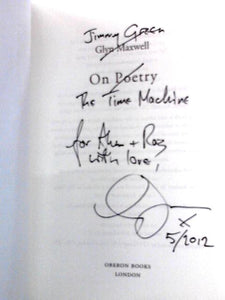 Jimmy Green
Glyn Maxwell
On Poetry
The Time Machine
for Alan + Roz
with love,
X
5/2012
OBERON BOOKS
LONDON